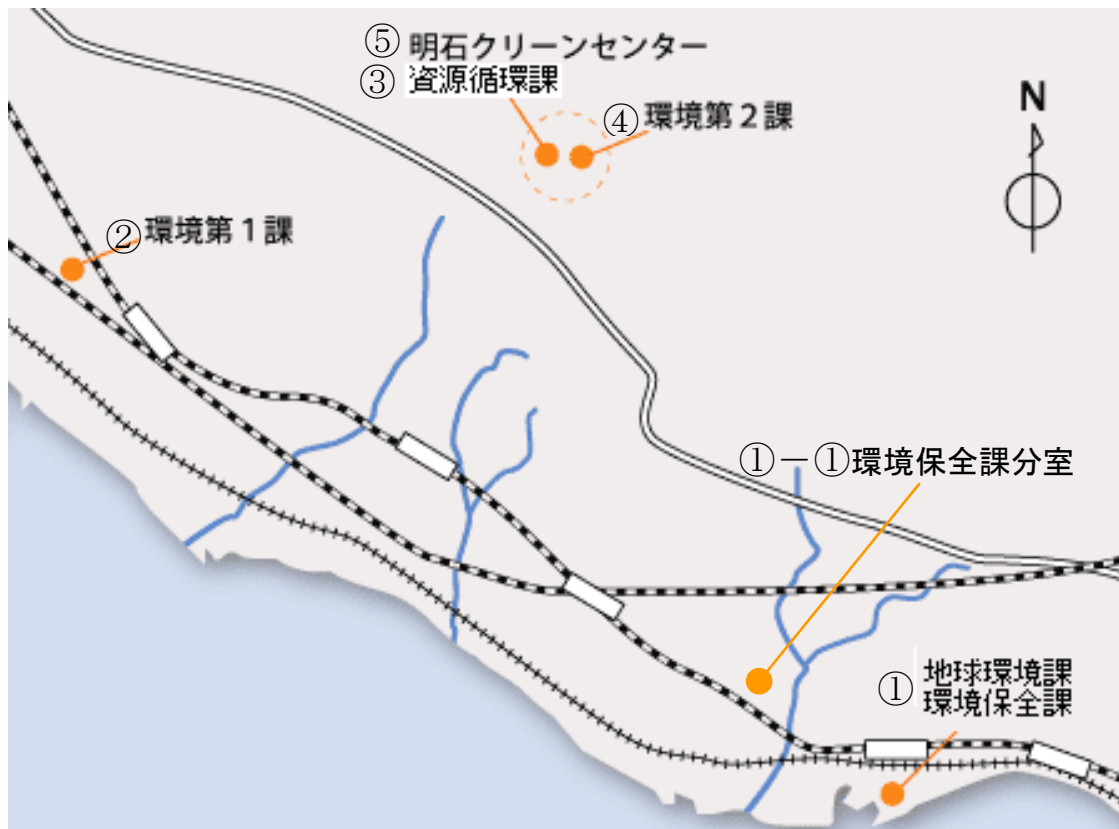 ⑤ 明石クリーンセンター
③ 資源循環課
④ 環境第2課
N
② 環境第1課
①－①環境保全課分室
① 地球環境課
環境保全課